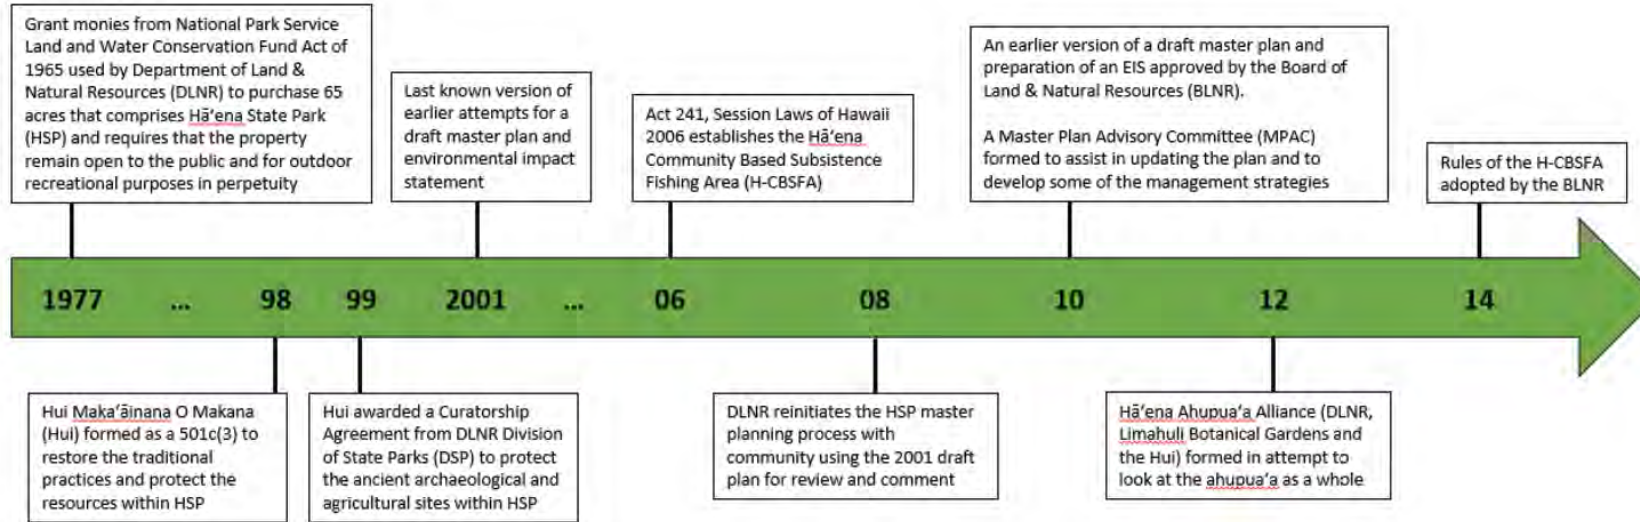 Grant monies from National Park Service
Land and Water Conservation Fund Act of
1965 used by Department of Land &
Natural Resources (DLNR) to purchase 65
acres that comprises Hā‘ena State Park
(HSP) and requires that the property
remain open to the public and for outdoor
recreational purposes in perpetuity
Last known version of
earlier attempts for a
draft master plan and
environmental impact
statement
Act 241, Session Laws of Hawaii
2006 establishes the Hā‘ena
Community Based Subsistence
Fishing Area (H-CBSFA)
An earlier version of a draft master plan and
preparation of an EIS approved by the Board of
Land & Natural Resources (BLNR).
A Master Plan Advisory Committee (MPAC)
formed to assist in updating the plan and to
develop some of the management strategies
Rules of the H-CBSFA
adopted by the BLNR
1977 ... 98 99 2001 ... 06 08 10 12 14
Hui Maka‘āinana O Makana
(Hui) formed as a 501c(3) to
restore the traditional
practices and protect the
resources within HSP
Hui awarded a Curatorship
Agreement from DLNR Division
of State Parks (DSP) to protect
the ancient archaeological and
agricultural sites within HSP
DLNR reinitiates the HSP master
planning process with
community using the 2001 draft
plan for review and comment
Hā‘ena Ahupua‘a Alliance (DLNR,
Limahuli Botanical Gardens and
the Hui) formed in attempt to
look at the ahupua‘a as a whole